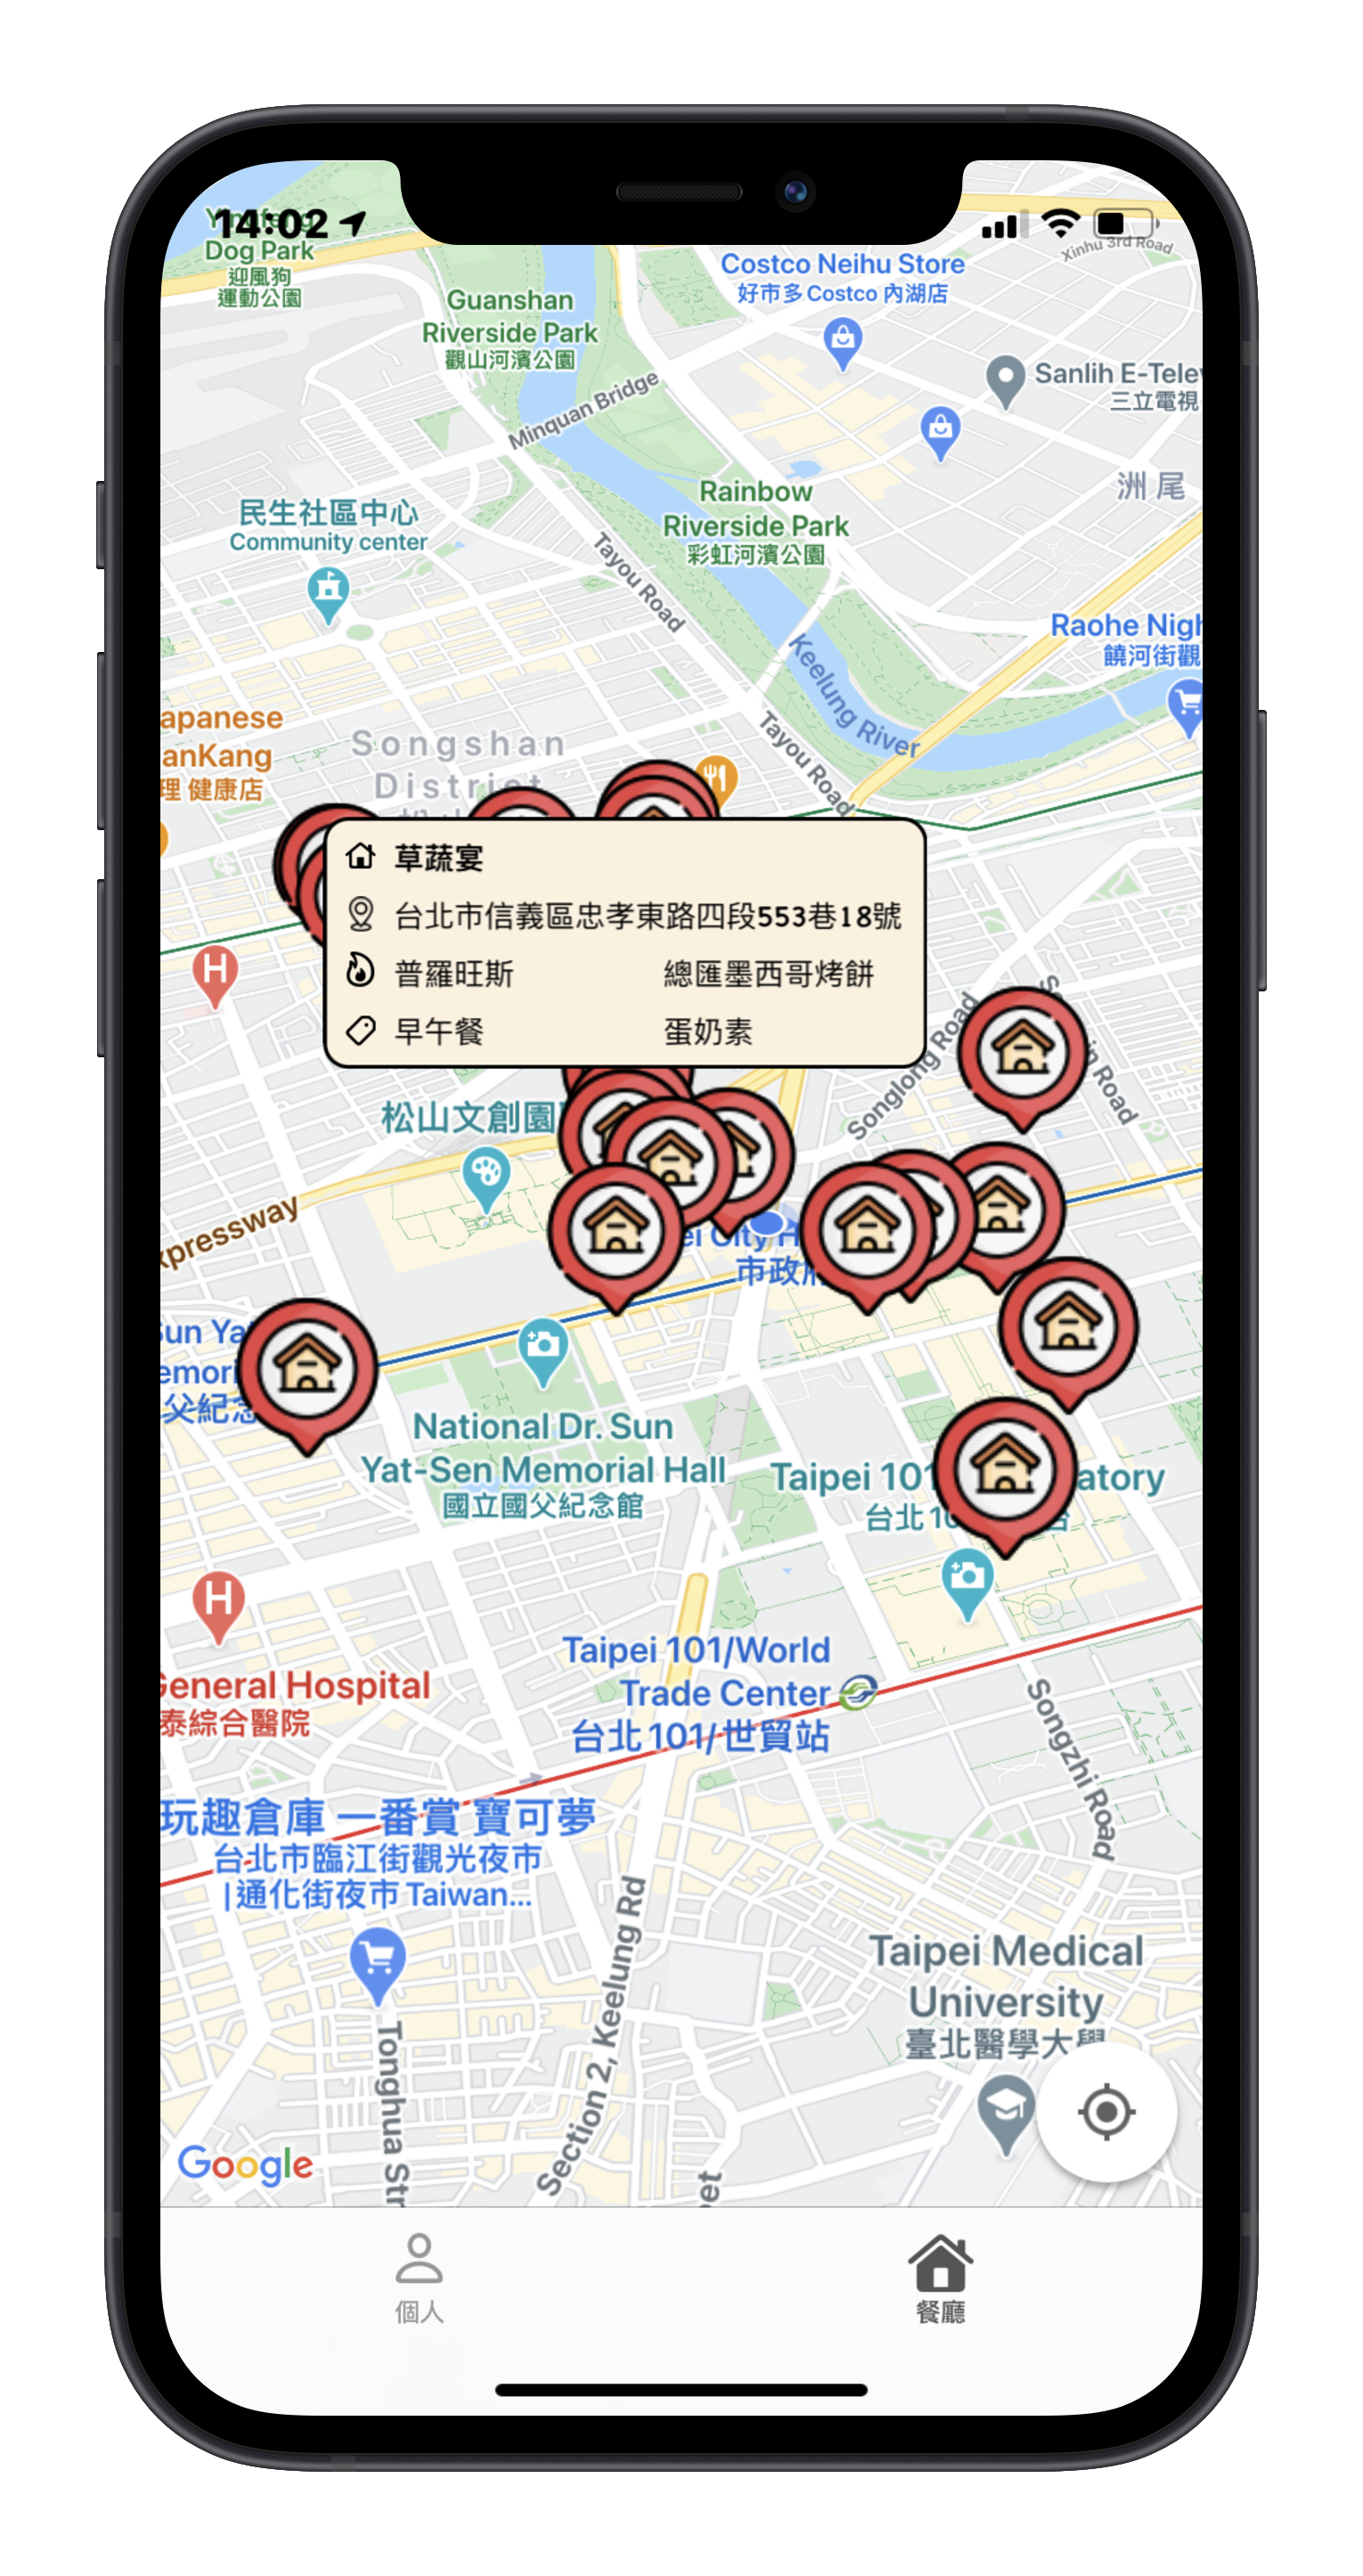 14:02
Dog Park
迎風狗
運動公園
Xinhu 3rd Road
Costco Neihu Store
好市多 Costco 內湖店
Guanshan
Riverside Park
觀山河濱公園
Minquan Bridge
Sanlih E-Telev
三立電視
洲尾
民生社區中心
Community center
Rainbow
Riverside Park
彩虹河濱公園
Tayou Road
Raohe Nigh
饒河街觀
Keelung River
apanese
anKang
理 健康店
Songshan
District
Tayou Road
草蔬宴
台北市信義區忠孝東路四段553巷18號
普羅旺斯 總匯墨西哥烤餅
早午餐 蛋奶素
H
Songlong Road
in Road
松山文創園
xpressway
ei City H
市政府
Sun Ya
emori
父紀念
National Dr. Sun
Yat-Sen Memorial Hall
國立國父紀念館
Taipei 101 atory
台北 10 台
H
General Hospital
泰綜合醫院
Taipei 101/World
Trade Center
台北 101/世貿站
Songzhi Road
玩趣倉庫 一番賞 寶可夢
台北市臨江街觀光夜市
|通化街夜市 Taiwan...
Section 2, Keelung Rd
Tonghua Str
Taipei Medical
University
臺北醫學大學
Google
個人 餐廳